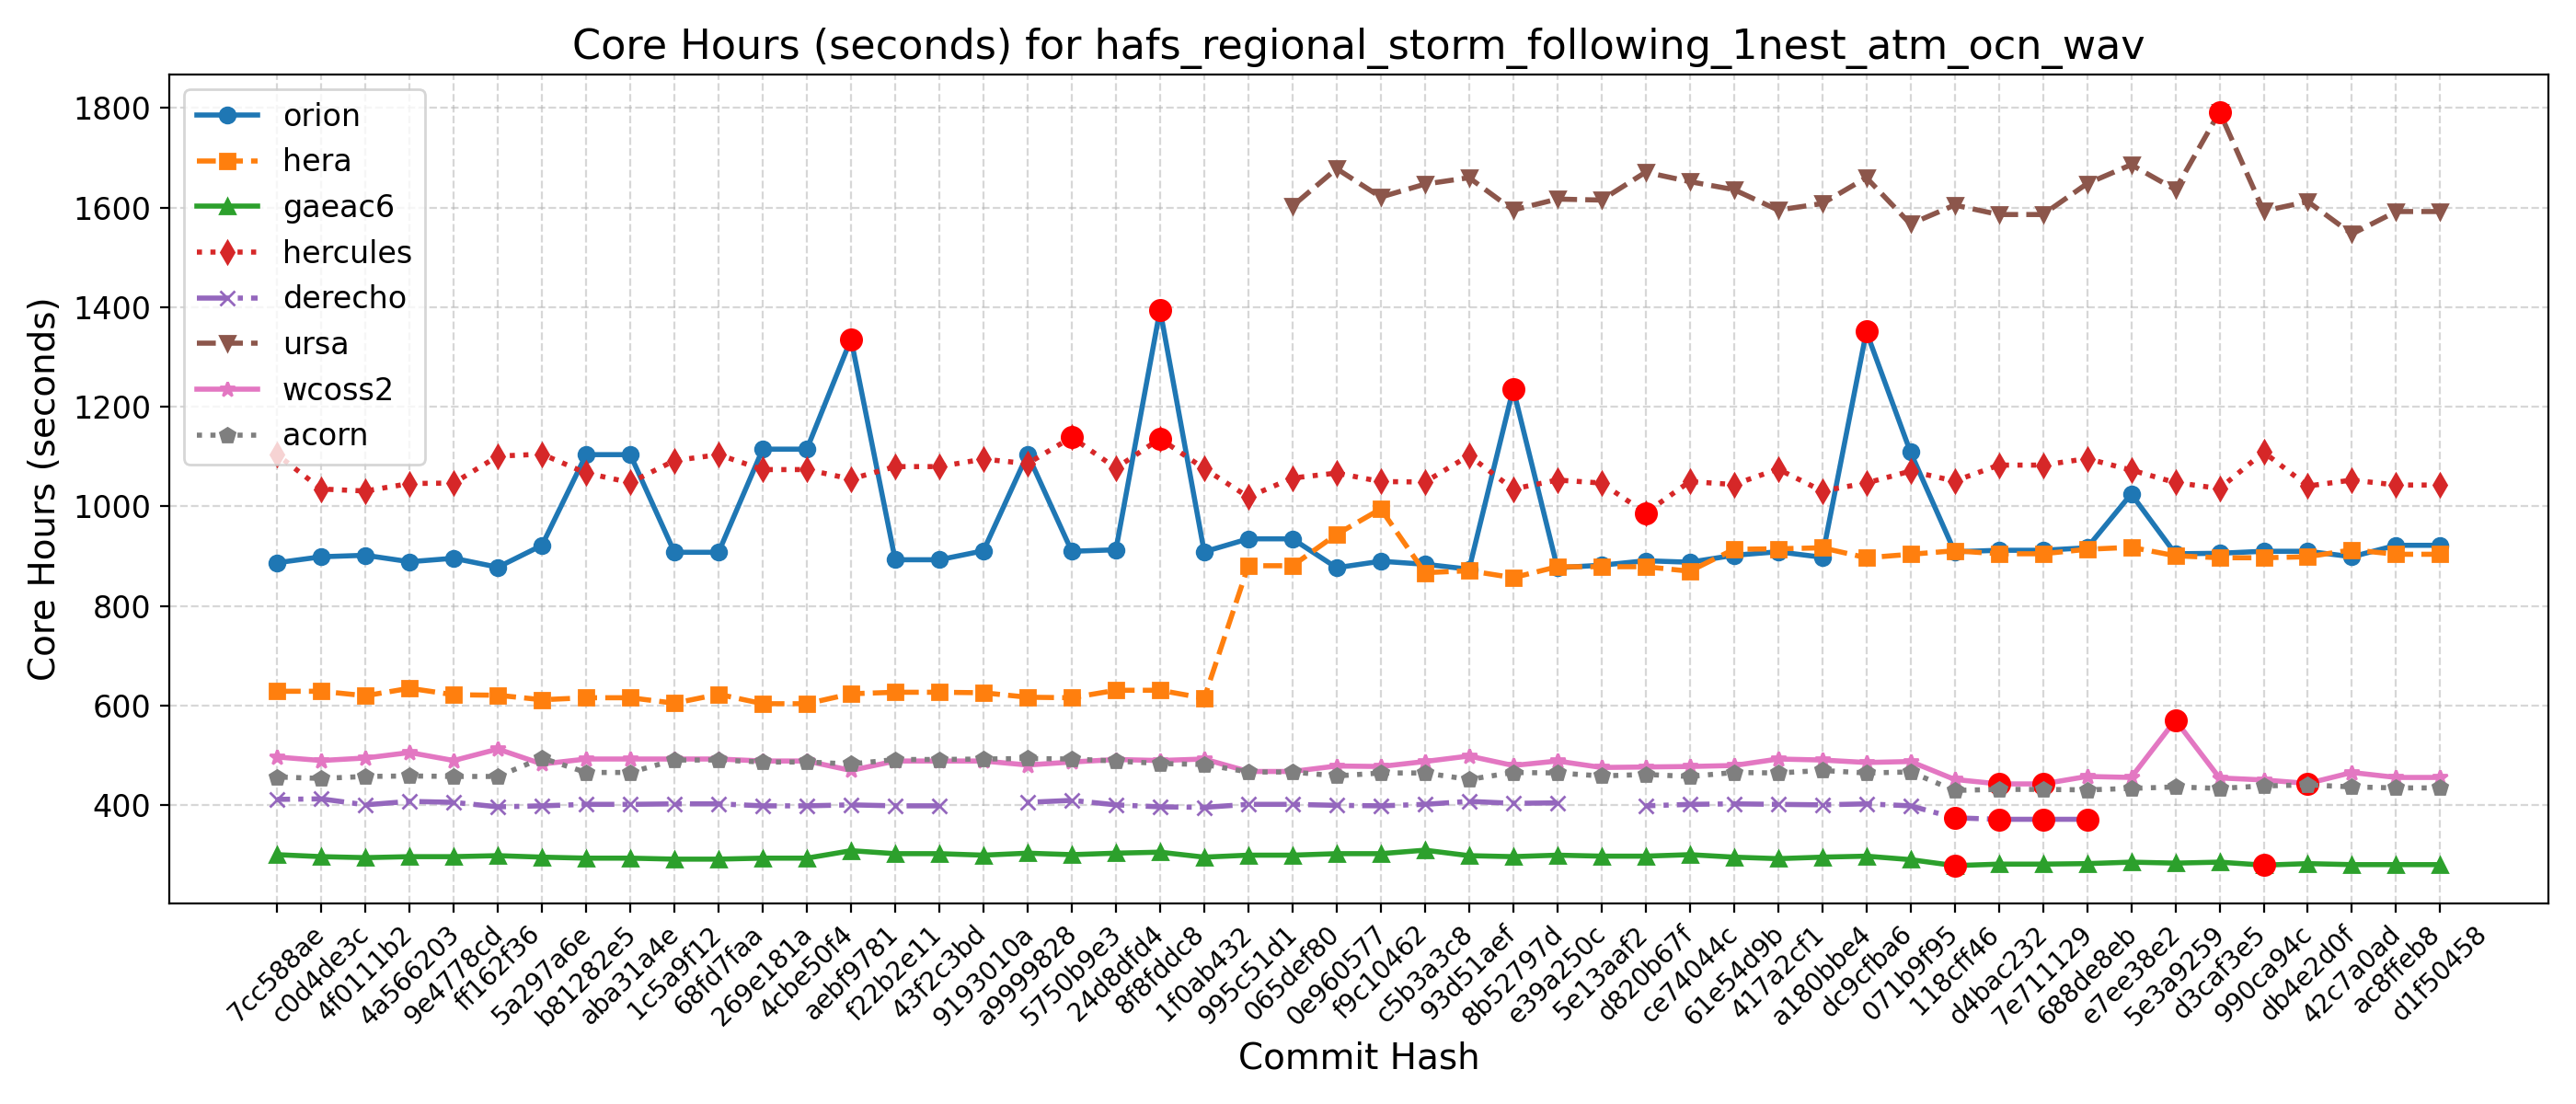 Core Hours (seconds) for hafs_regional_storm_following_1nest_atm_ocn_wav
Core Hours (seconds)
1800
1600
1400
1200
1000
800
600
400
orion
hera
gaeac6
hercules
derecho
ursa
wcoss2
acorn
7cc588ae
c0d4de3c
4f0111b2
4a566203
9e4778cd
ff162f36
5a297a6e
b81282e5
aba31a4e
1c5a9f12
68fd7faa
269e181a
4cbe50f4
aebf9781
f22b2e11
43f2c3bd
9193010a
a9999828
5750b9e3
24d8dfd4
8f8fddc8
1f0ab432
995c51d1
065def80
0e960577
f9c10462
c5b3a3c8
93d51aef
8b52797d
e39a250c
5e13aaf2
d820b67f
ce74044c
61e54d9b
417a2cf1
a180bbe4
dc9cfba6
071b9f95
118cff46
d4bac232
7e711129
688de8eb
e7ee38e2
5e3a9259
d3caf3e5
990ca94c
db4e2d0f
42c7a0ad
ac8ffeb8
d1f50458
Commit Hash